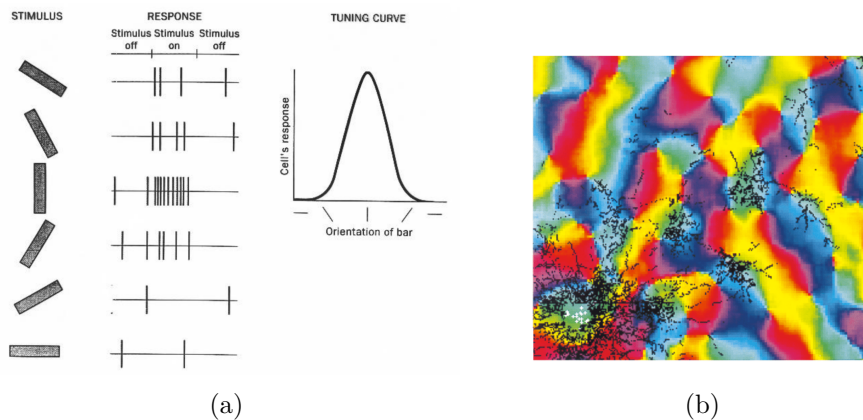 STIMULUS
RESPONSE
TUNING CURVE
Stimulus off
Stimulus on
Stimulus off
Cell's response
Orientation of bar
(a)
(b)